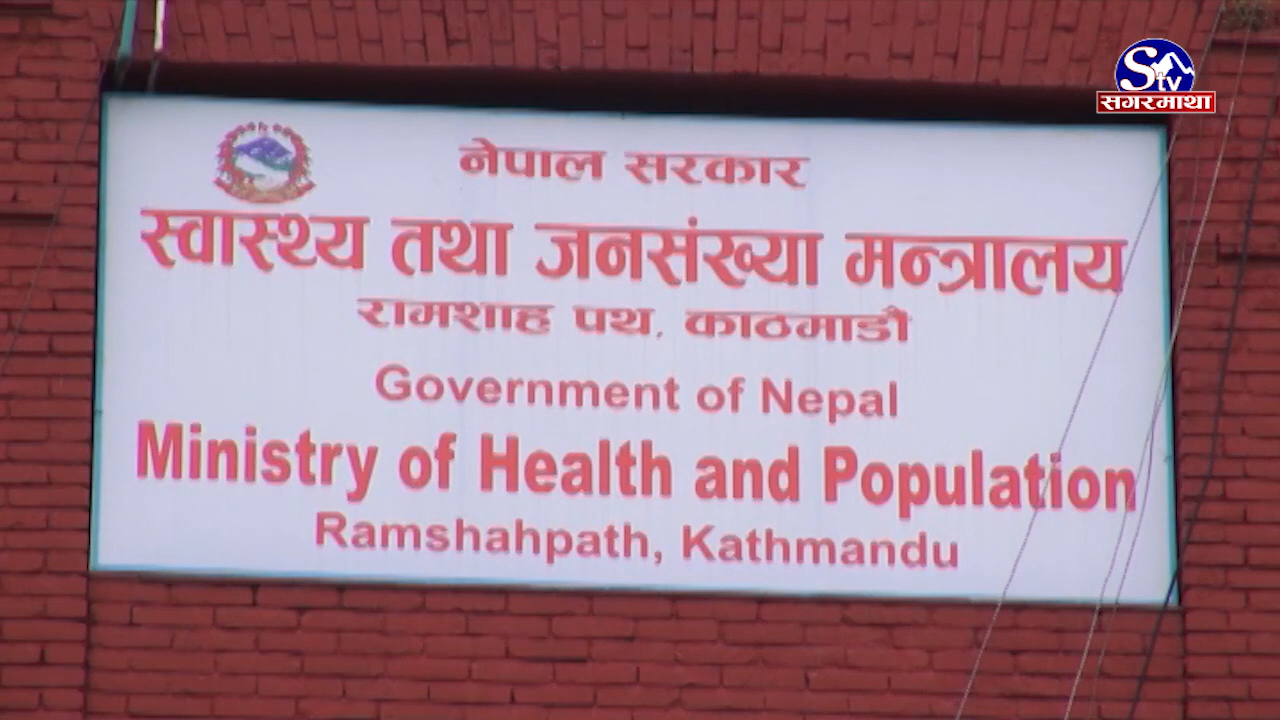 S tv
सगरमाथा
नेपाल सरकार
स्वास्थ्य तथा जनसंख्या मन्त्रालय
रामशाह पथ, काठमाडौं
Government of Nepal
Ministry of Health and Population
Ramshahpath, Kathmandu